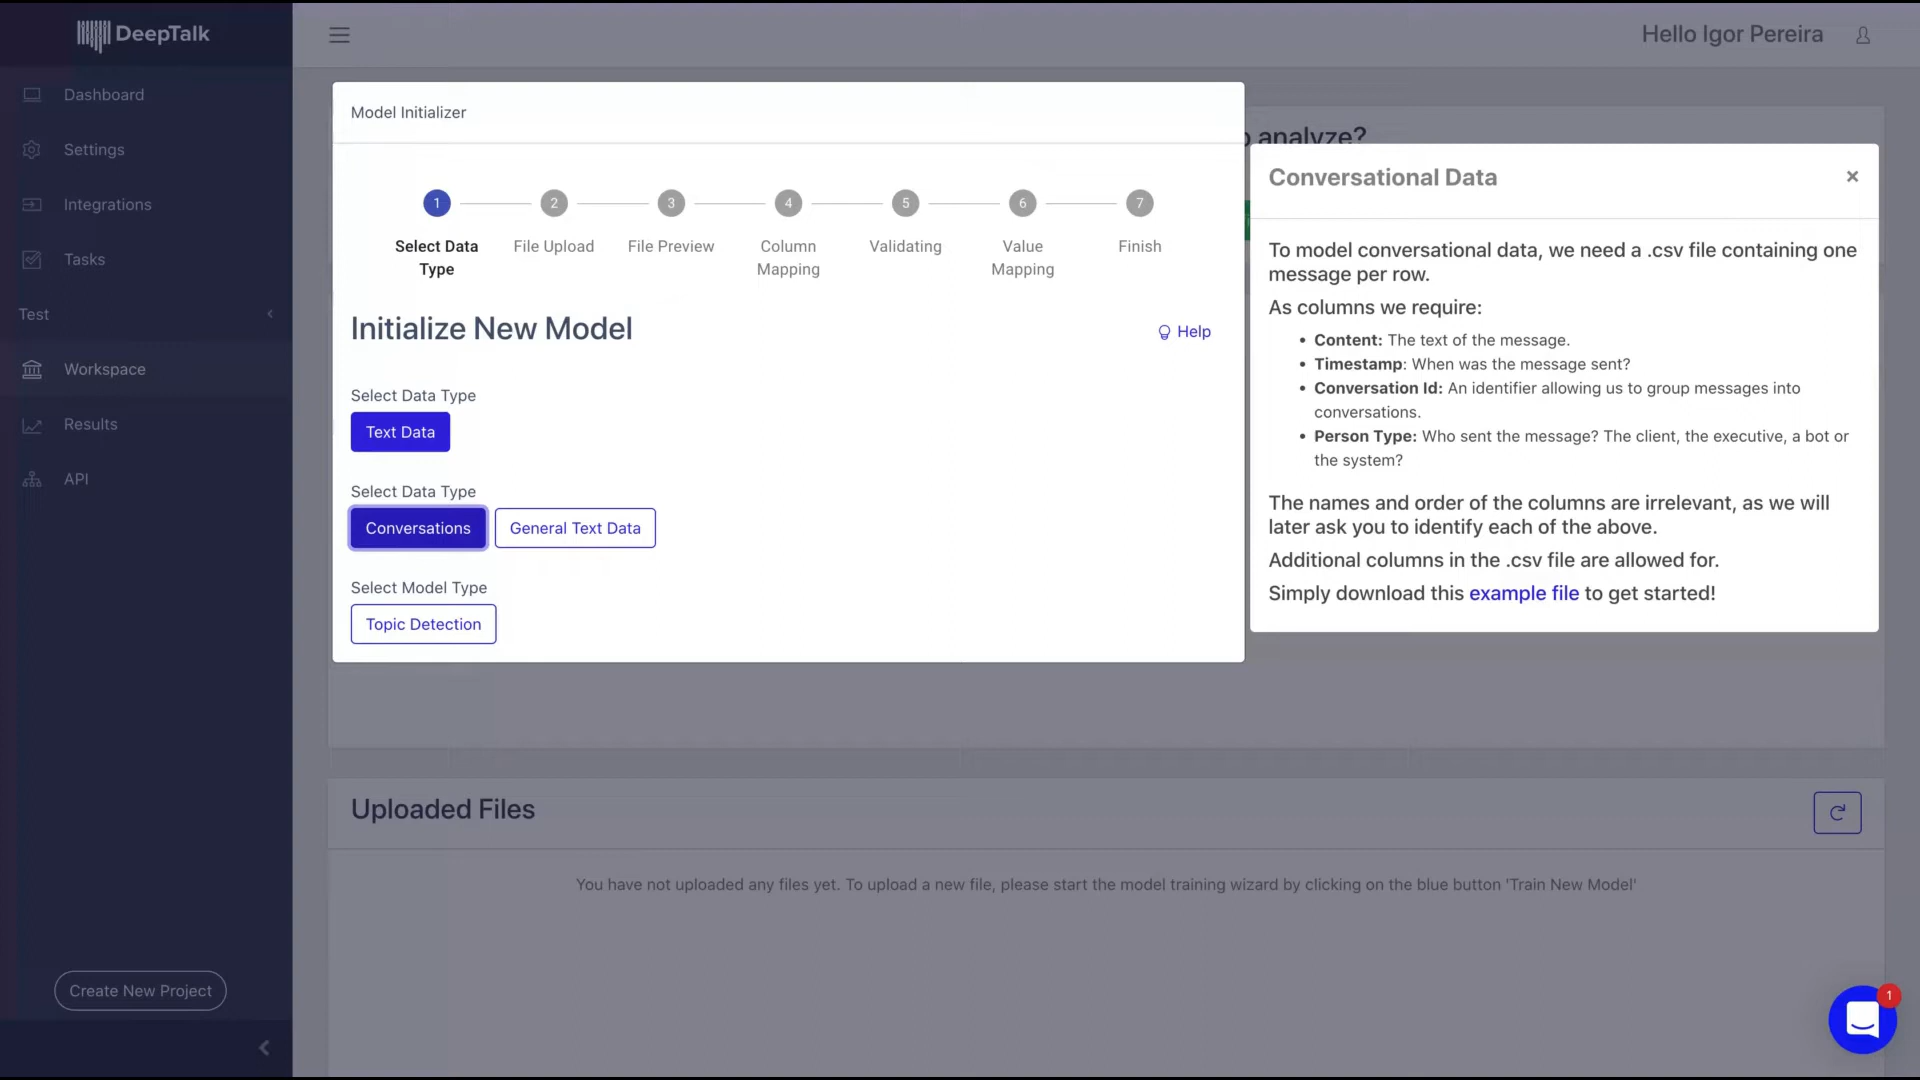 DeepTalk
Hello Igor Pereira
Dashboard
Settings
Integrations
Tasks
Test
Workspace
Results
API
Create New Project
analyze?
Model Initializer
1
2
3
4
5
6
7
Select Data
Type
File Upload
File Preview
Column
Mapping
Validating
Value
Mapping
Finish
Initialize New Model
Help
Select Data Type
Text Data
Select Data Type
Conversations
General Text Data
Select Model Type
Topic Detection
Conversational Data
×
To model conversational data, we need a .csv file containing one
message per row.
As columns we require:
• Content: The text of the message.
• Timestamp: When was the message sent?
• Conversation Id: An identifier allowing us to group messages into
conversations.
• Person Type: Who sent the message? The client, the executive, a bot or
the system?
The names and order of the columns are irrelevant, as we will
later ask you to identify each of the above.
Additional columns in the .csv file are allowed for.
Simply download this example file to get started!
Uploaded Files
You have not uploaded any files yet. To upload a new file, please start the model training wizard by clicking on the blue button 'Train New Model'
1